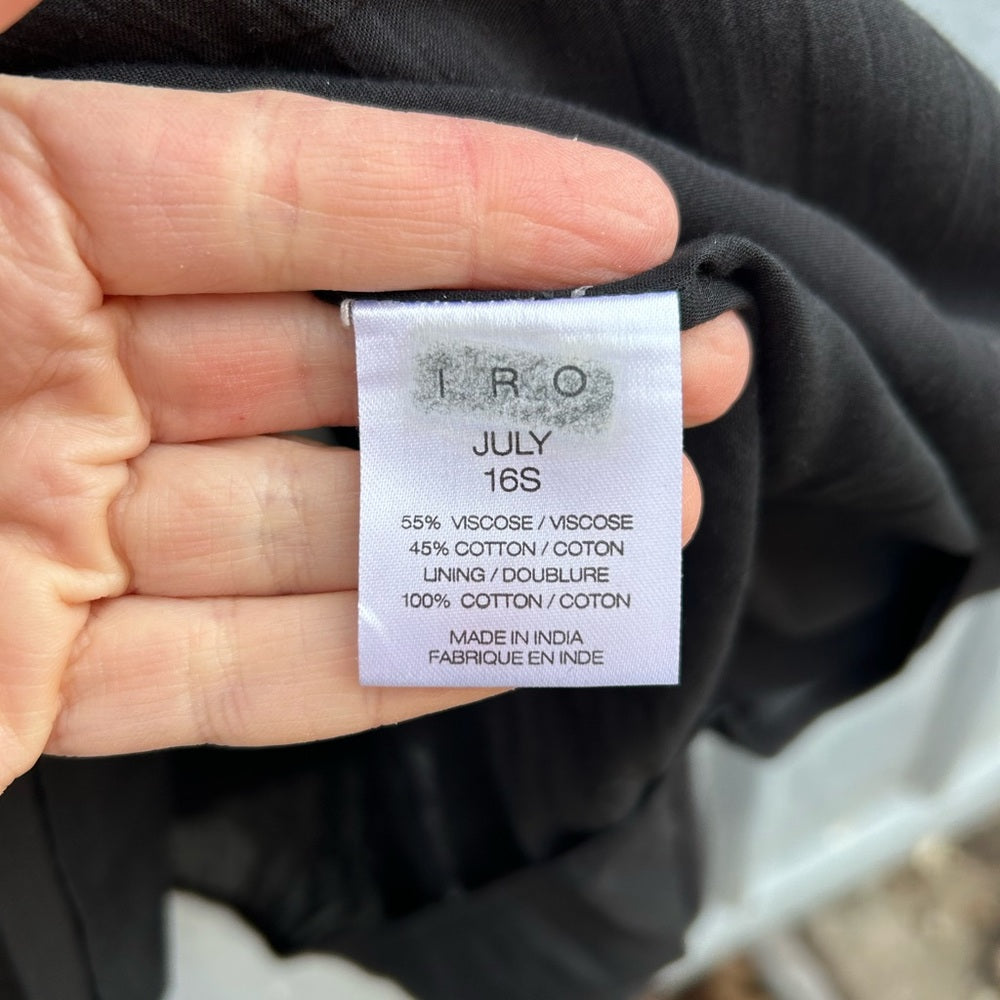 I R O
JULY
16S
55% VISCOSE / VISCOSE
45% COTTON / COTON
LINING / DOUBLURE
100% COTTON / COTON
MADE IN INDIA
FABRIQUE EN INDE